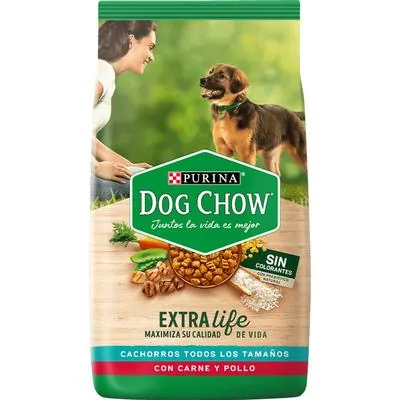 PURINA
DOG CHOW
Juntos la vida es mejor
SIN
COLORANTES
EXTRA life
MAXIMIZA SU CALIDAD DE VIDA
CACHORROS TODOS LOS TAMAÑOS
CON CARNE Y POLLO